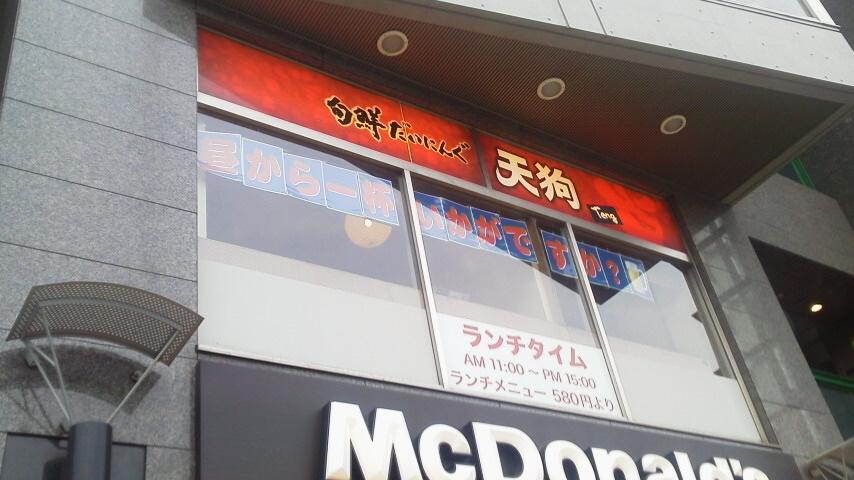 旬鮮だいにんぐ 天狗 Teng
昼から一杯いかがですか?
ランチタイム
AM 11:00 ～ PM 15:00
ランチメニュー 580円より
McDonald's